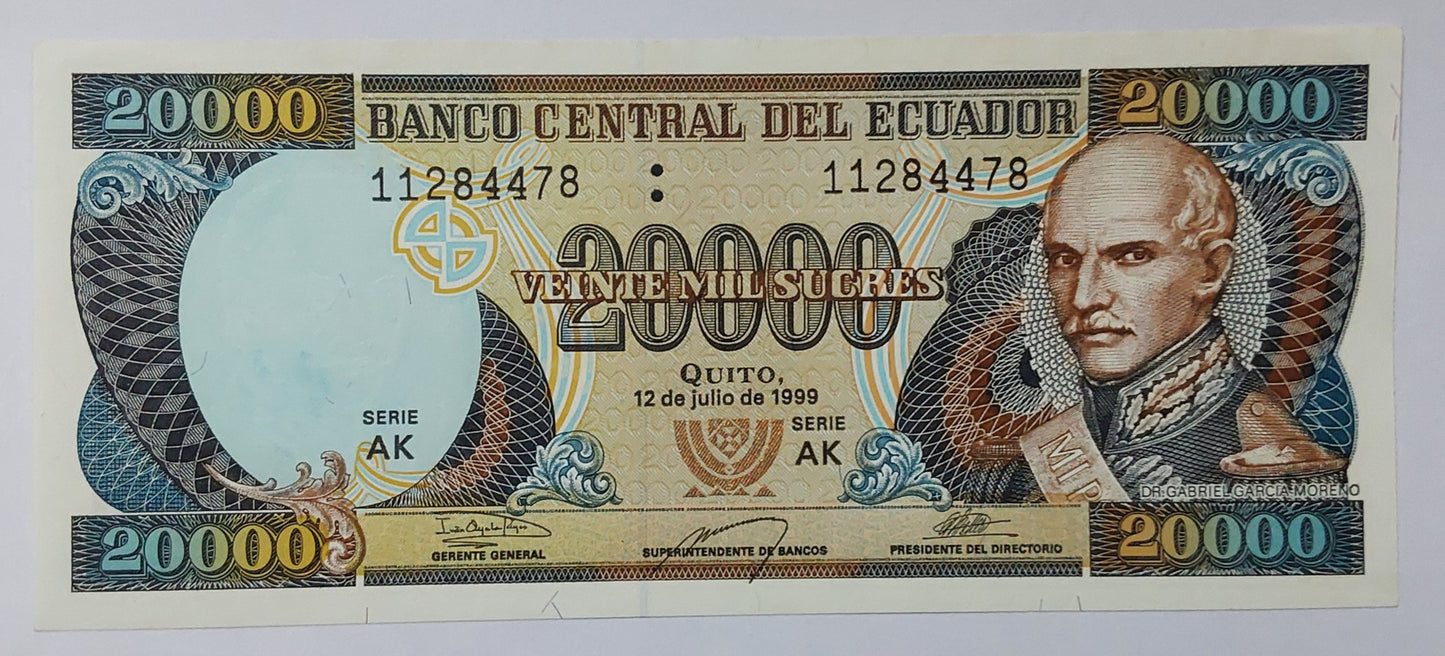 20000 BANCO CENTRAL DEL ECUADOR 20000
11284478 : 11284478
20000
VEINTE MIL SUCRES
QUITO,
12 de julio de 1999
SERIE
AK
SERIE
AK
DR. GABRIEL GARCIA MORENO
20000 20000
GERENTE GENERAL SUPERINTENDENTE DE BANCOS PRESIDENTE DEL DIRECTORIO